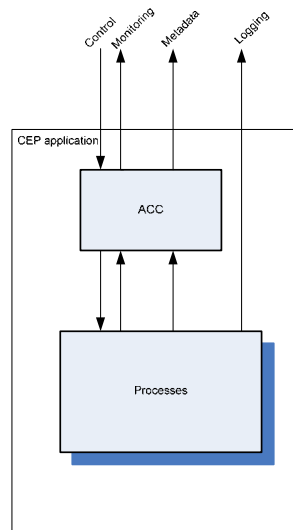 Control
Monitoring
Metadata
Logging
CEP application
ACC
Processes